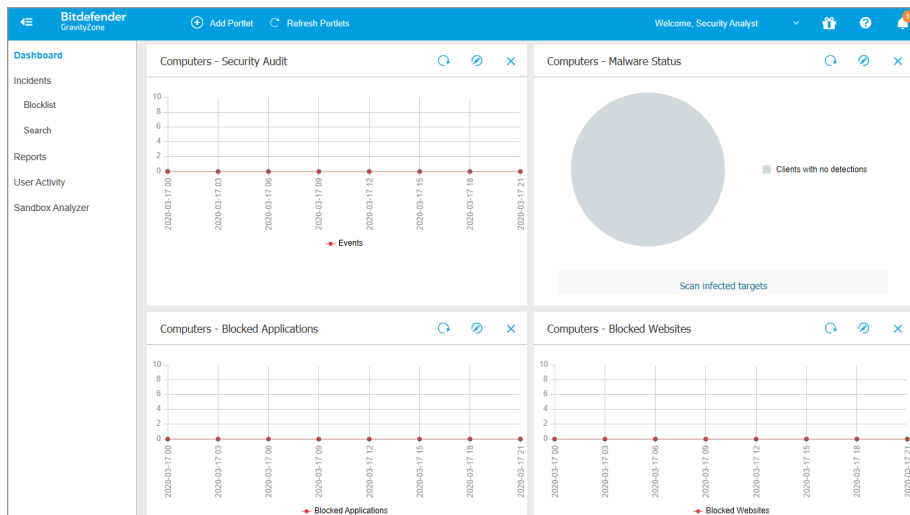 Bitdefender
GravityZone
Add Portlet
Refresh Portlets
Welcome, Security Analyst
1
Dashboard
Incidents
Blocklist
Search
Reports
User Activity
Sandbox Analyzer
Computers - Security Audit
10
8
6
4
2
0
2020-03-17 00
2020-03-17 03
2020-03-17 06
2020-03-17 09
2020-03-17 12
2020-03-17 15
2020-03-17 18
2020-03-17 21
Events
Computers - Malware Status
Clients with no detections
Scan infected targets
Computers - Blocked Applications
10
8
6
4
2
0
2020-03-17 00
2020-03-17 03
2020-03-17 06
2020-03-17 09
2020-03-17 12
2020-03-17 15
2020-03-17 18
2020-03-17 21
Blocked Applications
Computers - Blocked Websites
10
8
6
4
2
0
2020-03-17 00
2020-03-17 03
2020-03-17 06
2020-03-17 09
2020-03-17 12
2020-03-17 15
2020-03-17 18
2020-03-17 21
Blocked Websites